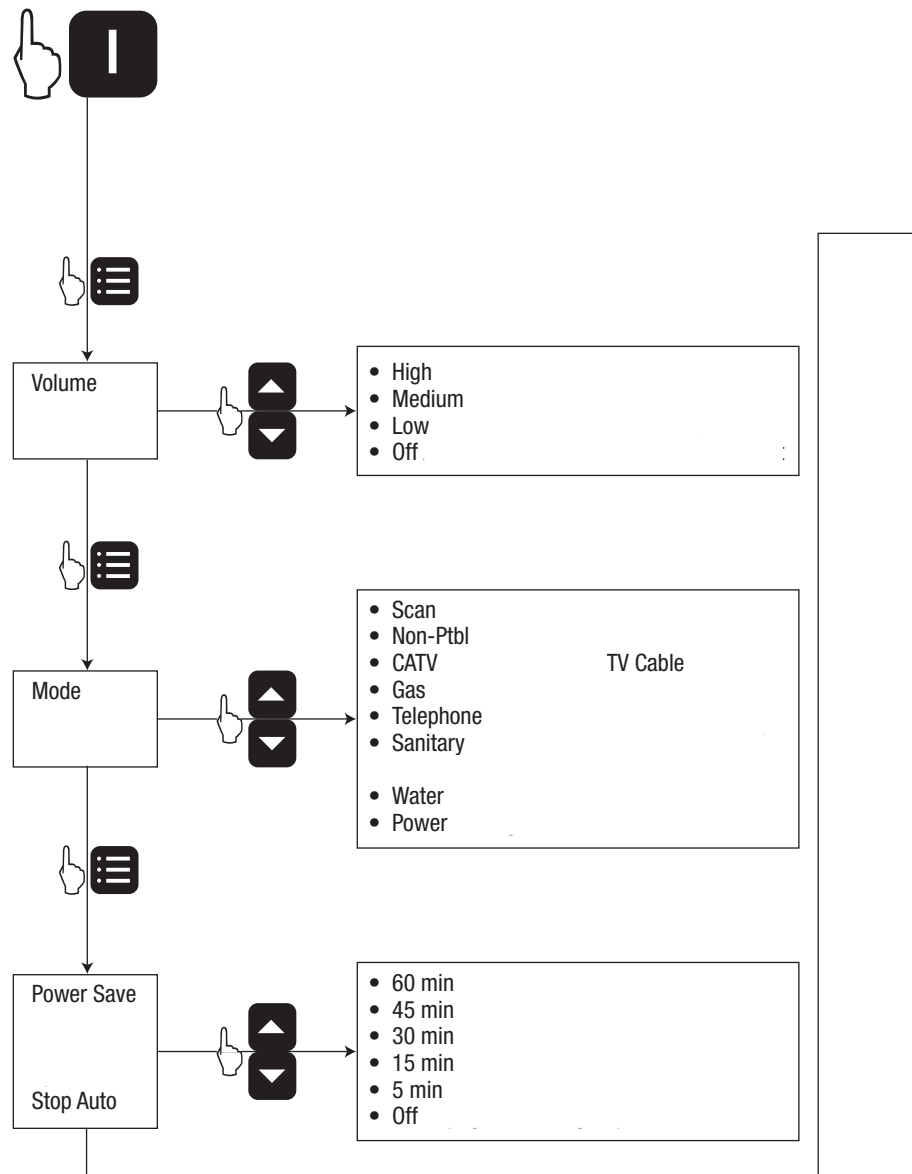 Volume
• High
• Medium
• Low
• Off
Mode
• Scan
• Non-Ptbl
• CATV TV Cable
• Gas
• Telephone
• Sanitary
• Water
• Power
Power Save
Stop Auto
• 60 min
• 45 min
• 30 min
• 15 min
• 5 min
• Off